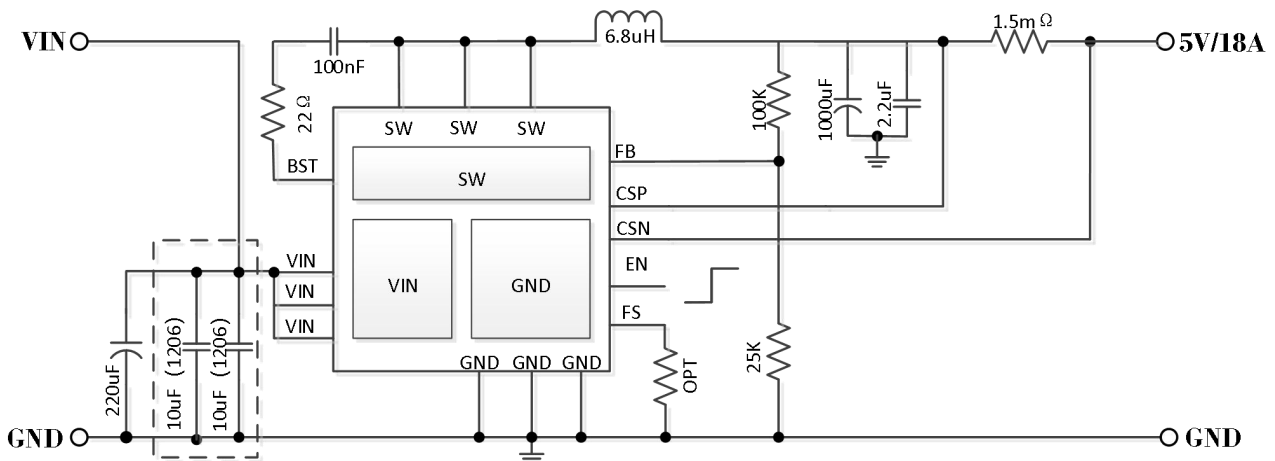 VIN
100nF
6.8uH
1.5m Ω
5V/18A
22 Ω
100K
1000uF
2.2uF
SW
SW
SW
BST
SW
FB
CSP
CSN
EN
FS
VIN
VIN
VIN
VIN
GND
220uF
10uF (1206)
10uF (1206)
GND
GND
GND
OPT
25K
GND
GND